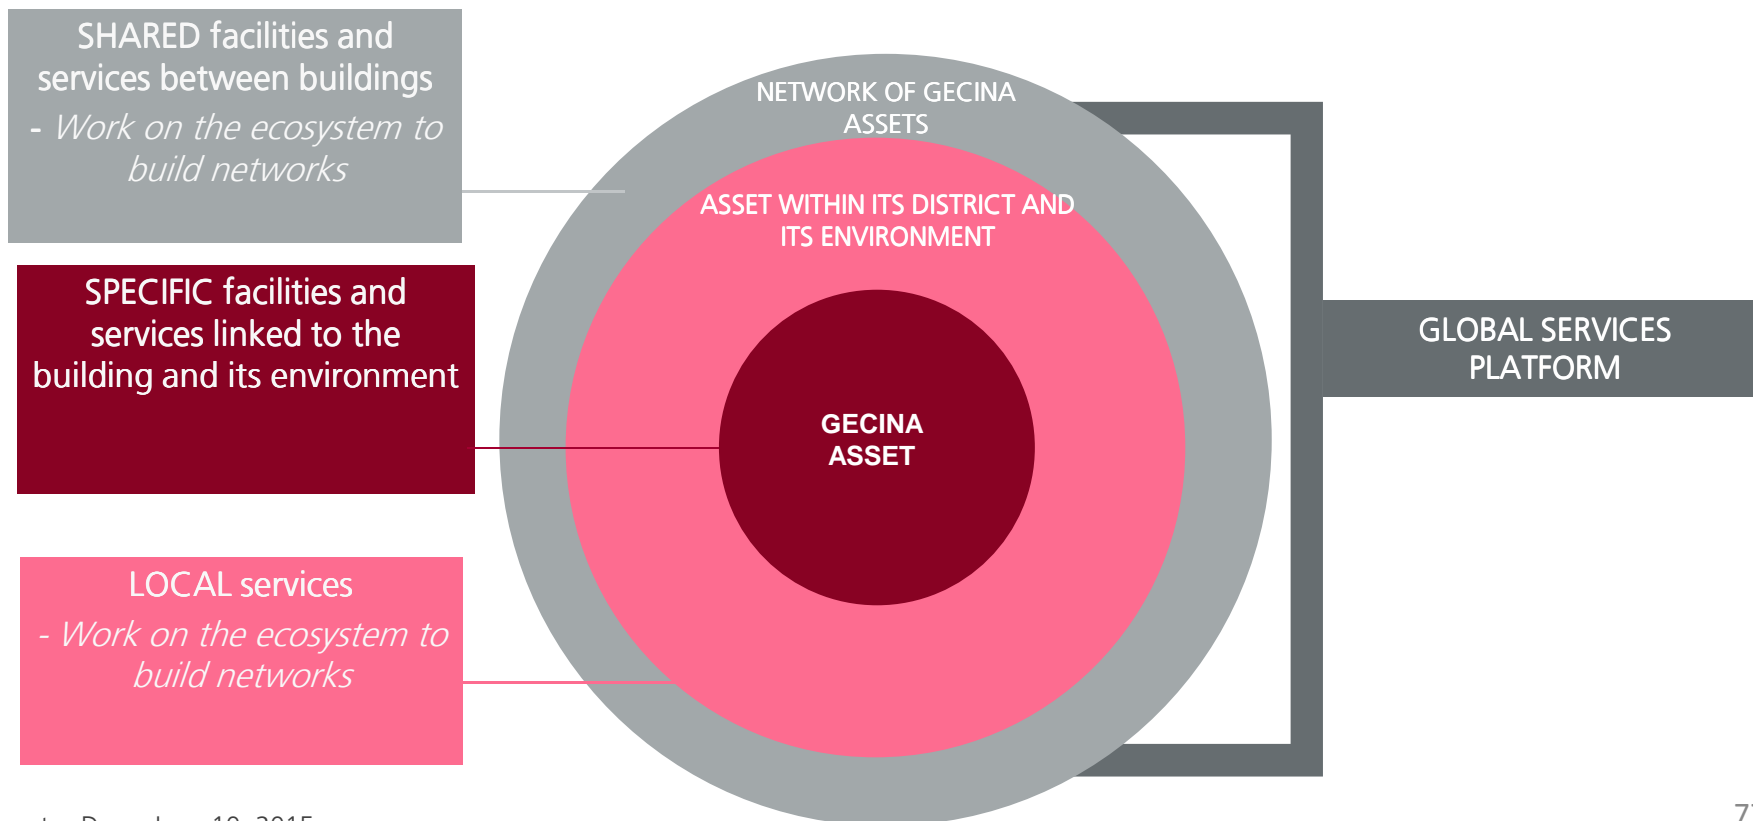 SHARED facilities and
services between buildings
- Work on the ecosystem to
build networks
NETWORK OF GECINA
ASSETS
ASSET WITHIN ITS DISTRICT AND
ITS ENVIRONMENT
SPECIFIC facilities and
services linked to the
building and its environment
GECINA
ASSET
GLOBAL SERVICES
PLATFORM
LOCAL services
- Work on the ecosystem to
build networks